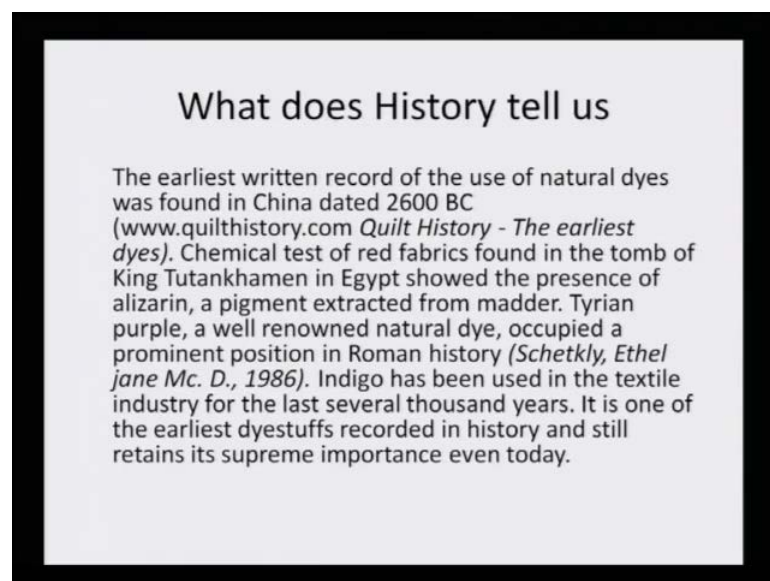 What does History tell us
The earliest written record of the use of natural dyes
was found in China dated 2600 BC
(www.quilthistory.com Quilt History - The earliest
dyes). Chemical test of red fabrics found in the tomb of
King Tutankhamen in Egypt showed the presence of
alizarin, a pigment extracted from madder. Tyrian
purple, a well renowned natural dye, occupied a
prominent position in Roman history (Schetkly, Ethel
jane Mc. D., 1986). Indigo has been used in the textile
industry for the last several thousand years. It is one of
the earliest dyestuffs recorded in history and still
retains its supreme importance even today.